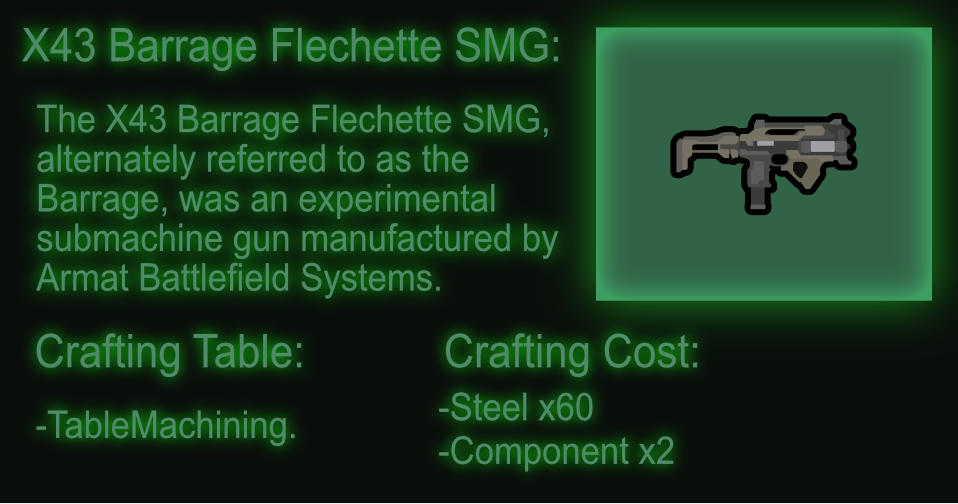 X43 Barrage Flechette SMG:
The X43 Barrage Flechette SMG,
alternately referred to as the
Barrage, was an experimental
submachine gun manufactured by
Armat Battlefield Systems.
Crafting Table:
-TableMachining.
Crafting Cost:
-Steel x60
-Component x2